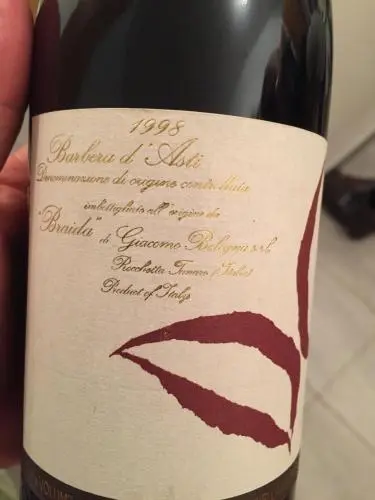 1998
Barbera d'Asti
Denominazione di origine controllata
imbottigliato all'origine da
"Braida" di Giacomo Bologna s.r.l.
Rocchetta Tanaro
Product of Italy